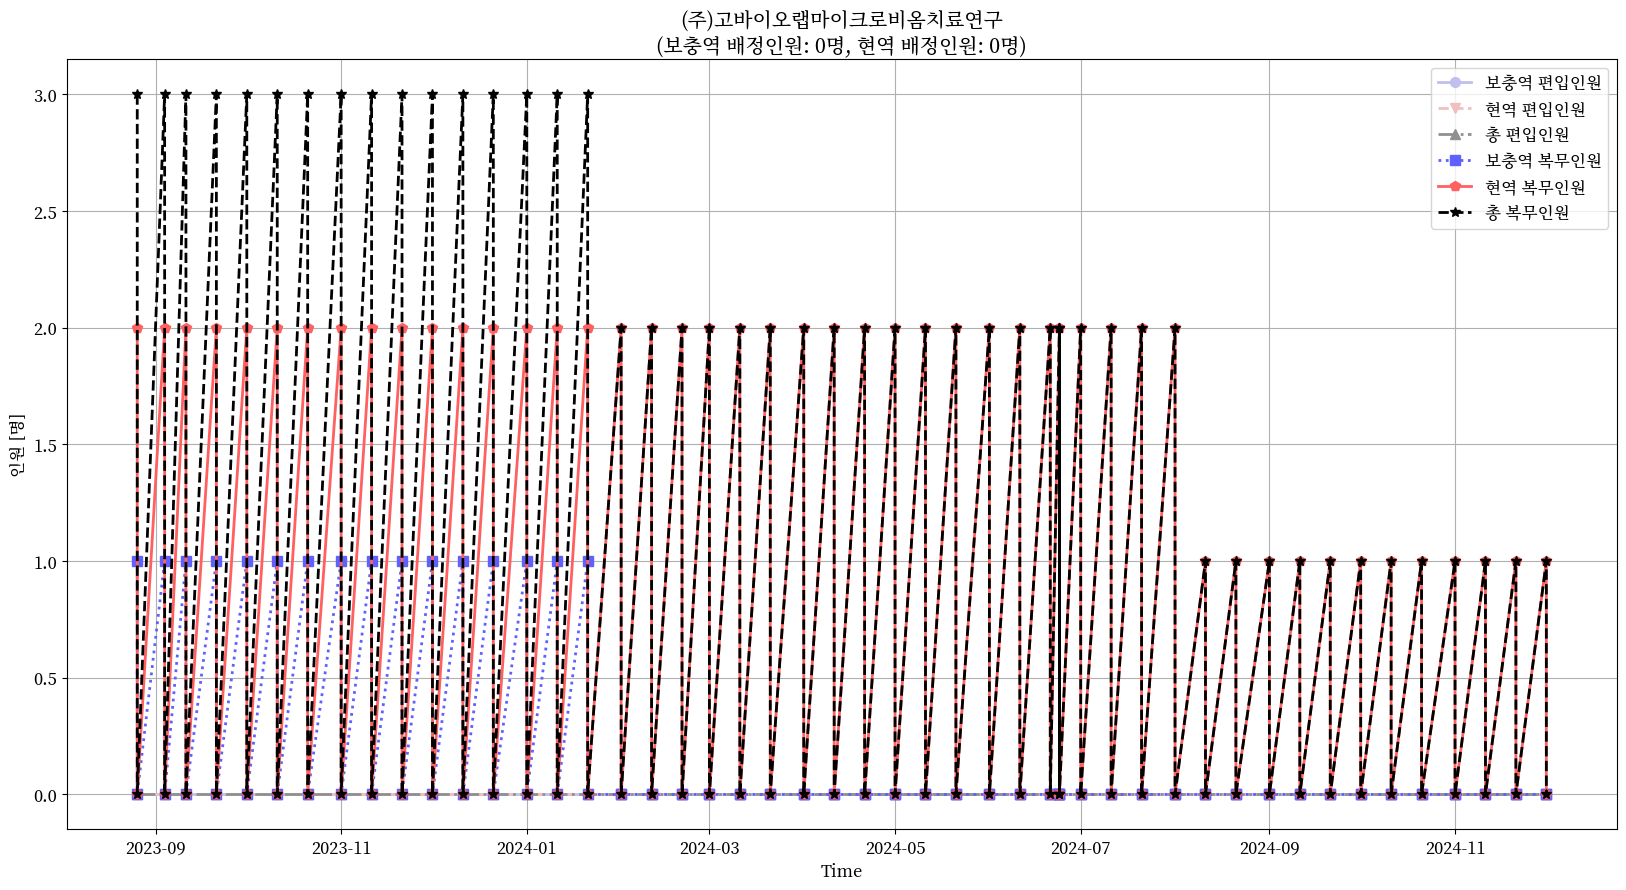 (주)고바이오랩마이크로비옴치료연구
(보충역 배정인원: 0명, 현역 배정인원: 0명)
보충역 편입인원
현역 편입인원
총 편입인원
보충역 복무인원
현역 복무인원
총 복무인원
인원 [명]
3.0
2.5
2.0
1.5
1.0
0.5
0.0
2023-09
2023-11
2024-01
2024-03
2024-05
2024-07
2024-09
2024-11
Time